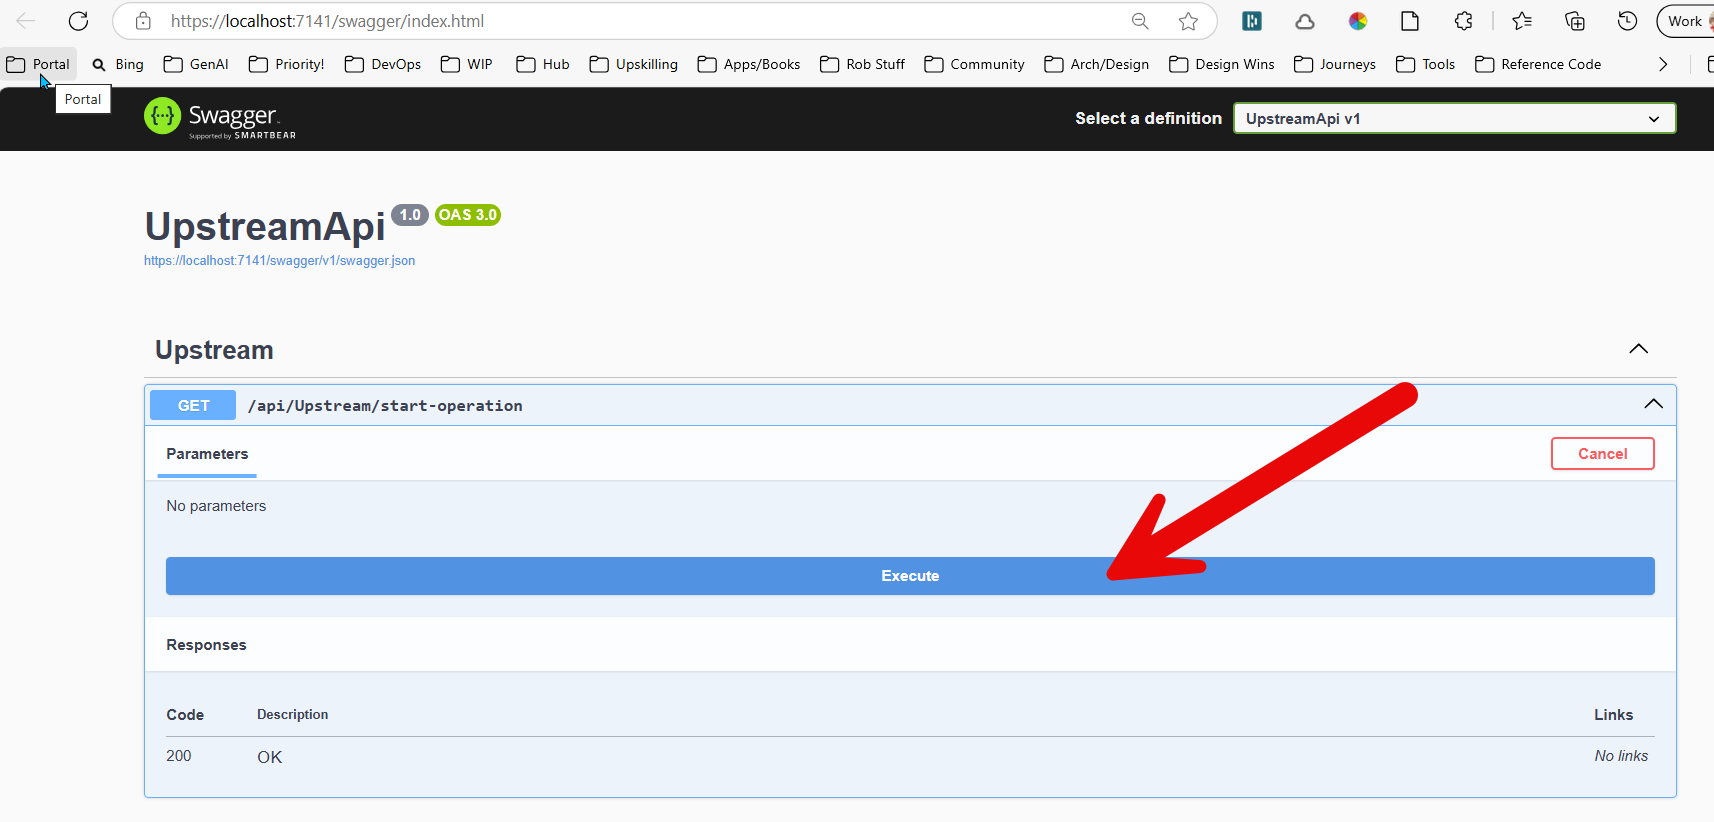 https://localhost:7141/swagger/index.html Work
Portal Bing GenAI Priority! DevOps WIP Hub Upskilling Apps/Books Rob Stuff Community Arch/Design Design Wins Journeys Tools Reference Code
Portal
{...} Swagger Select a definition UpstreamApi v1
Supported by SMARTBEAR
UpstreamApi 1.0 OAS 3.0
https://localhost:7141/swagger/v1/swagger.json
Upstream
GET /api/Upstream/start-operation
Parameters Cancel
No parameters
Execute
Responses
Code Description Links
200 OK No links